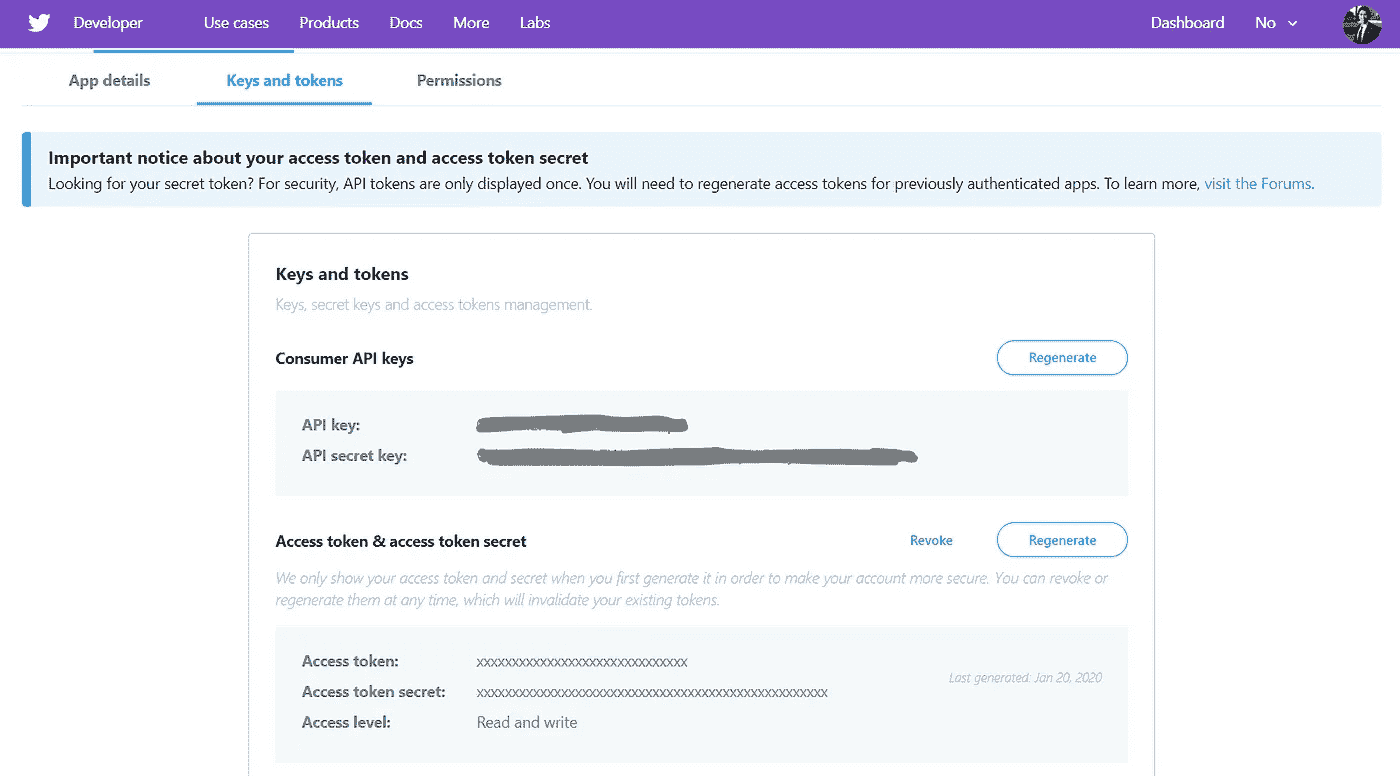 Developer Use cases Products Docs More Labs Dashboard No
App details Keys and tokens Permissions
Important notice about your access token and access token secret
Looking for your secret token? For security, API tokens are only displayed once. You will need to regenerate access tokens for previously authenticated apps. To learn more, visit the Forums.
Keys and tokens
Keys, secret keys and access tokens management.
Consumer API keys Regenerate
API key:
API secret key:
Access token & access token secret Revoke Regenerate
We only show your access token and secret when you first generate it in order to make your account more secure. You can revoke or
regenerate them at any time, which will invalidate your existing tokens.
Access token: xxxxxxxxxxxxxxxxxxxxxxxxxxxxxx
Last generated: Jan 20, 2020
Access token secret: xxxxxxxxxxxxxxxxxxxxxxxxxxxxxxxxxxxxxxxxxxxxxxxxxx
Access level: Read and write